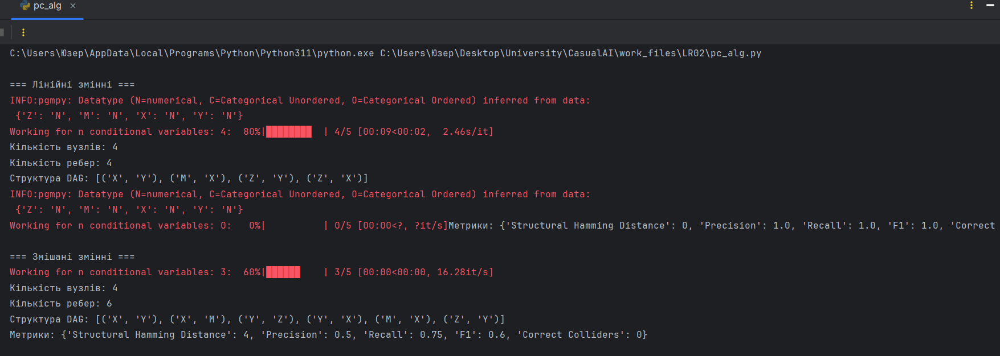 pc_alg
C:\Users\Юзер\AppData\Local\Programs\Python\Python311\python.exe C:\Users\Юзер\Desktop\University\CasualAI\work_files\LR02\pc_alg.py
=== Лінійні змінні ===
INFO:pgmpy: Datatype (N=numerical, C=Categorical Unordered, O=Categorical Ordered) inferred from data:
{'Z': 'N', 'M': 'N', 'X': 'N', 'Y': 'N'}
Working for n conditional variables: 4:  80%|████████  | 4/5 [00:09<00:02,  2.46s/it]
Кількість вузлів: 4
Кількість ребер: 4
Структура DAG: [('X', 'Y'), ('M', 'X'), ('Z', 'Y'), ('Z', 'X')]
INFO:pgmpy: Datatype (N=numerical, C=Categorical Unordered, O=Categorical Ordered) inferred from data:
{'Z': 'N', 'M': 'N', 'X': 'N', 'Y': 'N'}
Working for n conditional variables: 0:   0%|          | 0/5 [00:00<?, ?it/s]Метрики: {'Structural Hamming Distance': 0, 'Precision': 1.0, 'Recall': 1.0, 'F1': 1.0, 'Correct
=== Змішані змінні ===
Working for n conditional variables: 3:  60%|██████    | 3/5 [00:00<00:00, 16.28it/s]
Кількість вузлів: 4
Кількість ребер: 6
Структура DAG: [('X', 'Y'), ('X', 'M'), ('Y', 'Z'), ('Y', 'X'), ('M', 'X'), ('Z', 'Y')]
Метрики: {'Structural Hamming Distance': 4, 'Precision': 0.5, 'Recall': 0.75, 'F1': 0.6, 'Correct Colliders': 0}